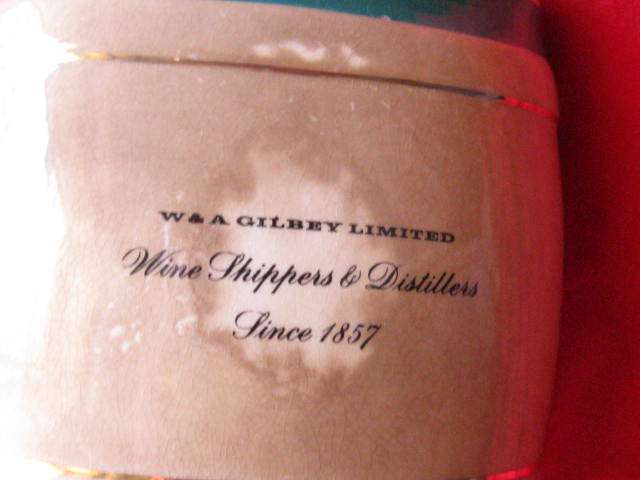 W & A GILBEY LIMITED
Wine Shippers & Distillers
Since 1857